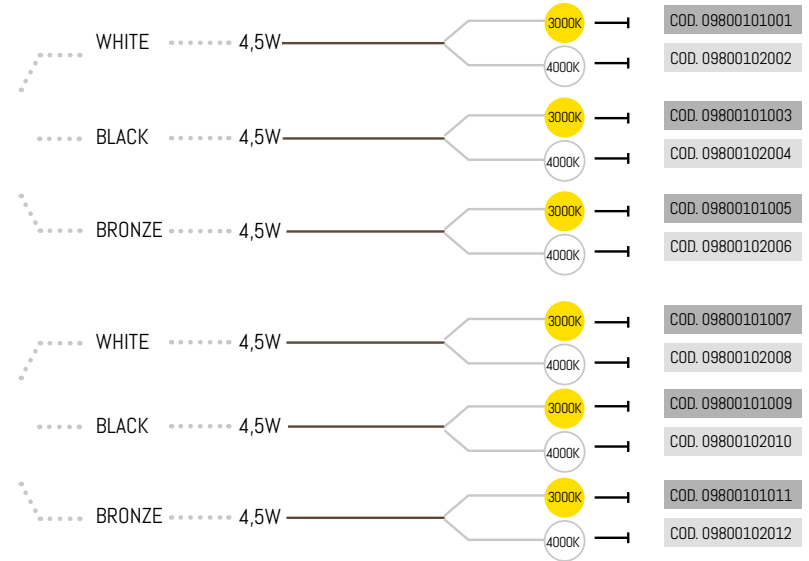 3000K COD. 09800101001
WHITE 4,5W
4000K COD. 09800102002
3000K COD. 09800101003
BLACK 4,5W
4000K COD. 09800102004
3000K COD. 09800101005
BRONZE 4,5W
4000K COD. 09800102006
3000K COD. 09800101007
WHITE 4,5W
4000K COD. 09800102008
3000K COD. 09800101009
BLACK 4,5W
4000K COD. 09800102010
3000K COD. 09800101011
BRONZE 4,5W
4000K COD. 09800102012